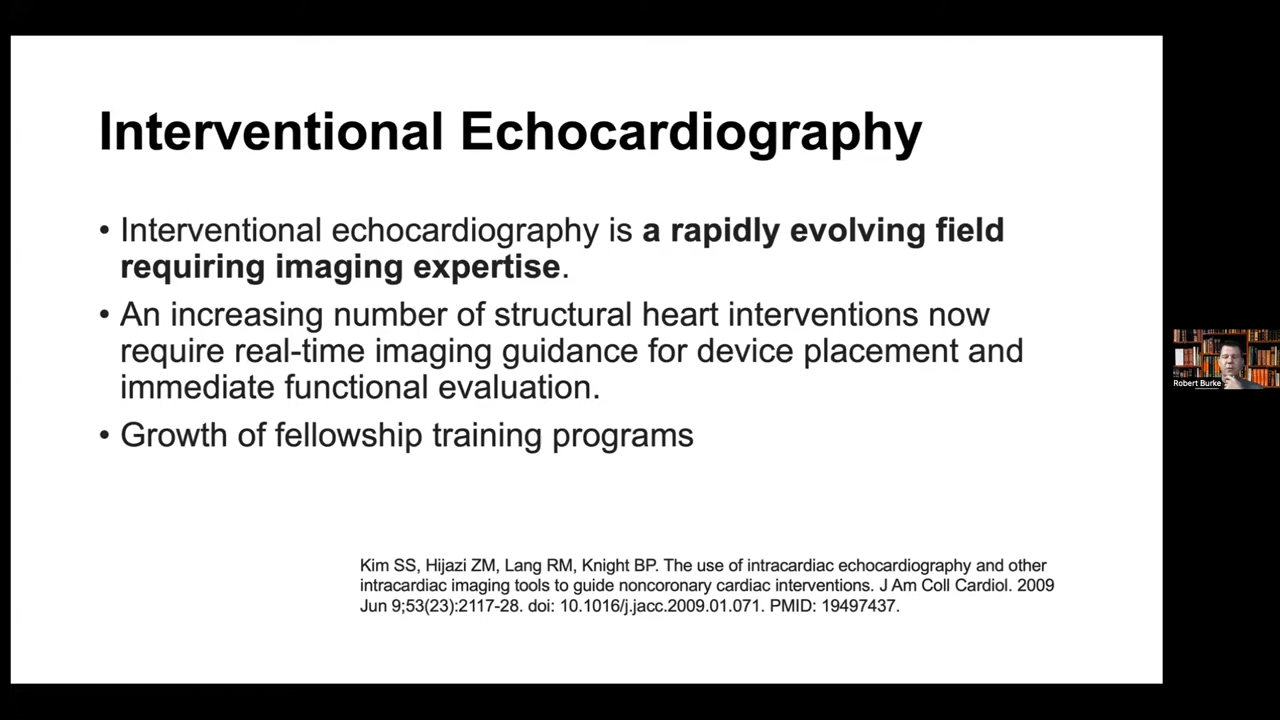 Interventional Echocardiography
• Interventional echocardiography is a rapidly evolving field
requiring imaging expertise.
• An increasing number of structural heart interventions now
require real-time imaging guidance for device placement and
immediate functional evaluation.
• Growth of fellowship training programs
Robert Burke
Kim SS, Hijazi ZM, Lang RM, Knight BP. The use of intracardiac echocardiography and other
intracardiac imaging tools to guide noncoronary cardiac interventions. J Am Coll Cardiol. 2009
Jun 9;53(23):2117-28. doi: 10.1016/j.jacc.2009.01.071. PMID: 19497437.